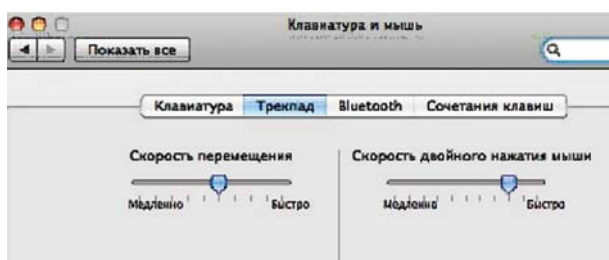 Клавиатура и мышь
Показать все
Клавиатура Трекпад Bluetooth Сочетания клавиш
Скорость перемещения Скорость двойного нажатия мыши
Медленно Быстро Медленно Быстро